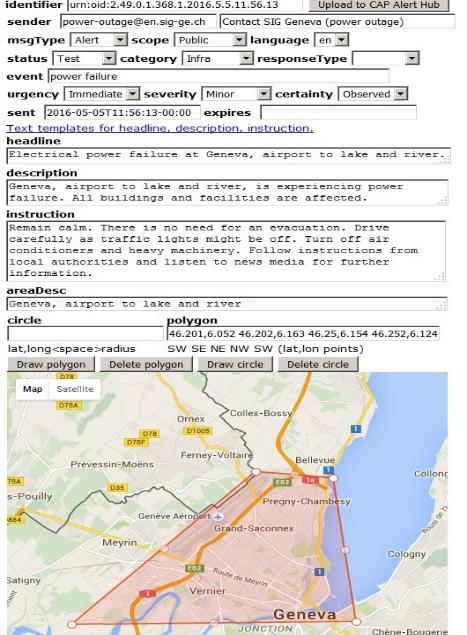 identifier urn:oid:2.49.0.1.368.1.2016.5.5.11.56.13 Upload to CAP Alert Hub
sender power-outage@en.sig-ge.ch Contact SIG Geneva (power outage)
msgType Alert scope Public language en
status Test category Infra responseType
event power failure
urgency Immediate severity Minor certainty Observed
sent 2016-05-05T11:56:13-00:00 expires
Text templates for headline, description, instruction.
headline
Electrical power failure at Geneva, airport to lake and river.
description
Geneva, airport to lake and river, is experiencing power
failure. All buildings and facilities are affected.
instruction
Remain calm. There is no need for an evacuation. Drive
carefully as traffic lights might be off. Turn off air
conditioners and heavy machinery. Follow instructions from
local authorities and listen to news media for further
information.
areaDesc
Geneva, airport to lake and river
circle polygon
46.201,6.052 46.202,6.163 46.25,6.154 46.252,6.124
lat,long<space>radius SW SE NE NW SW (lat,lon points)
Draw polygon Delete polygon Draw circle Delete circle
D78
Map Satellite
D78A
Ornex
Collex-Bossy
D78
D1005
D78F
1
Ferney-Voltaire
Bellevue
Prévessin-Moëns
1
Collong
D35
E62
1a
s-Pouilly
Pregny-Chambésy
884
Genève Aéroport
Grand-Saconnex
Route de T
Meyrin
Cologny
E62
Satigny
Route de Meyrin
1
Vernier
1
Geneva
JONCTION
Chêne-Bougerie